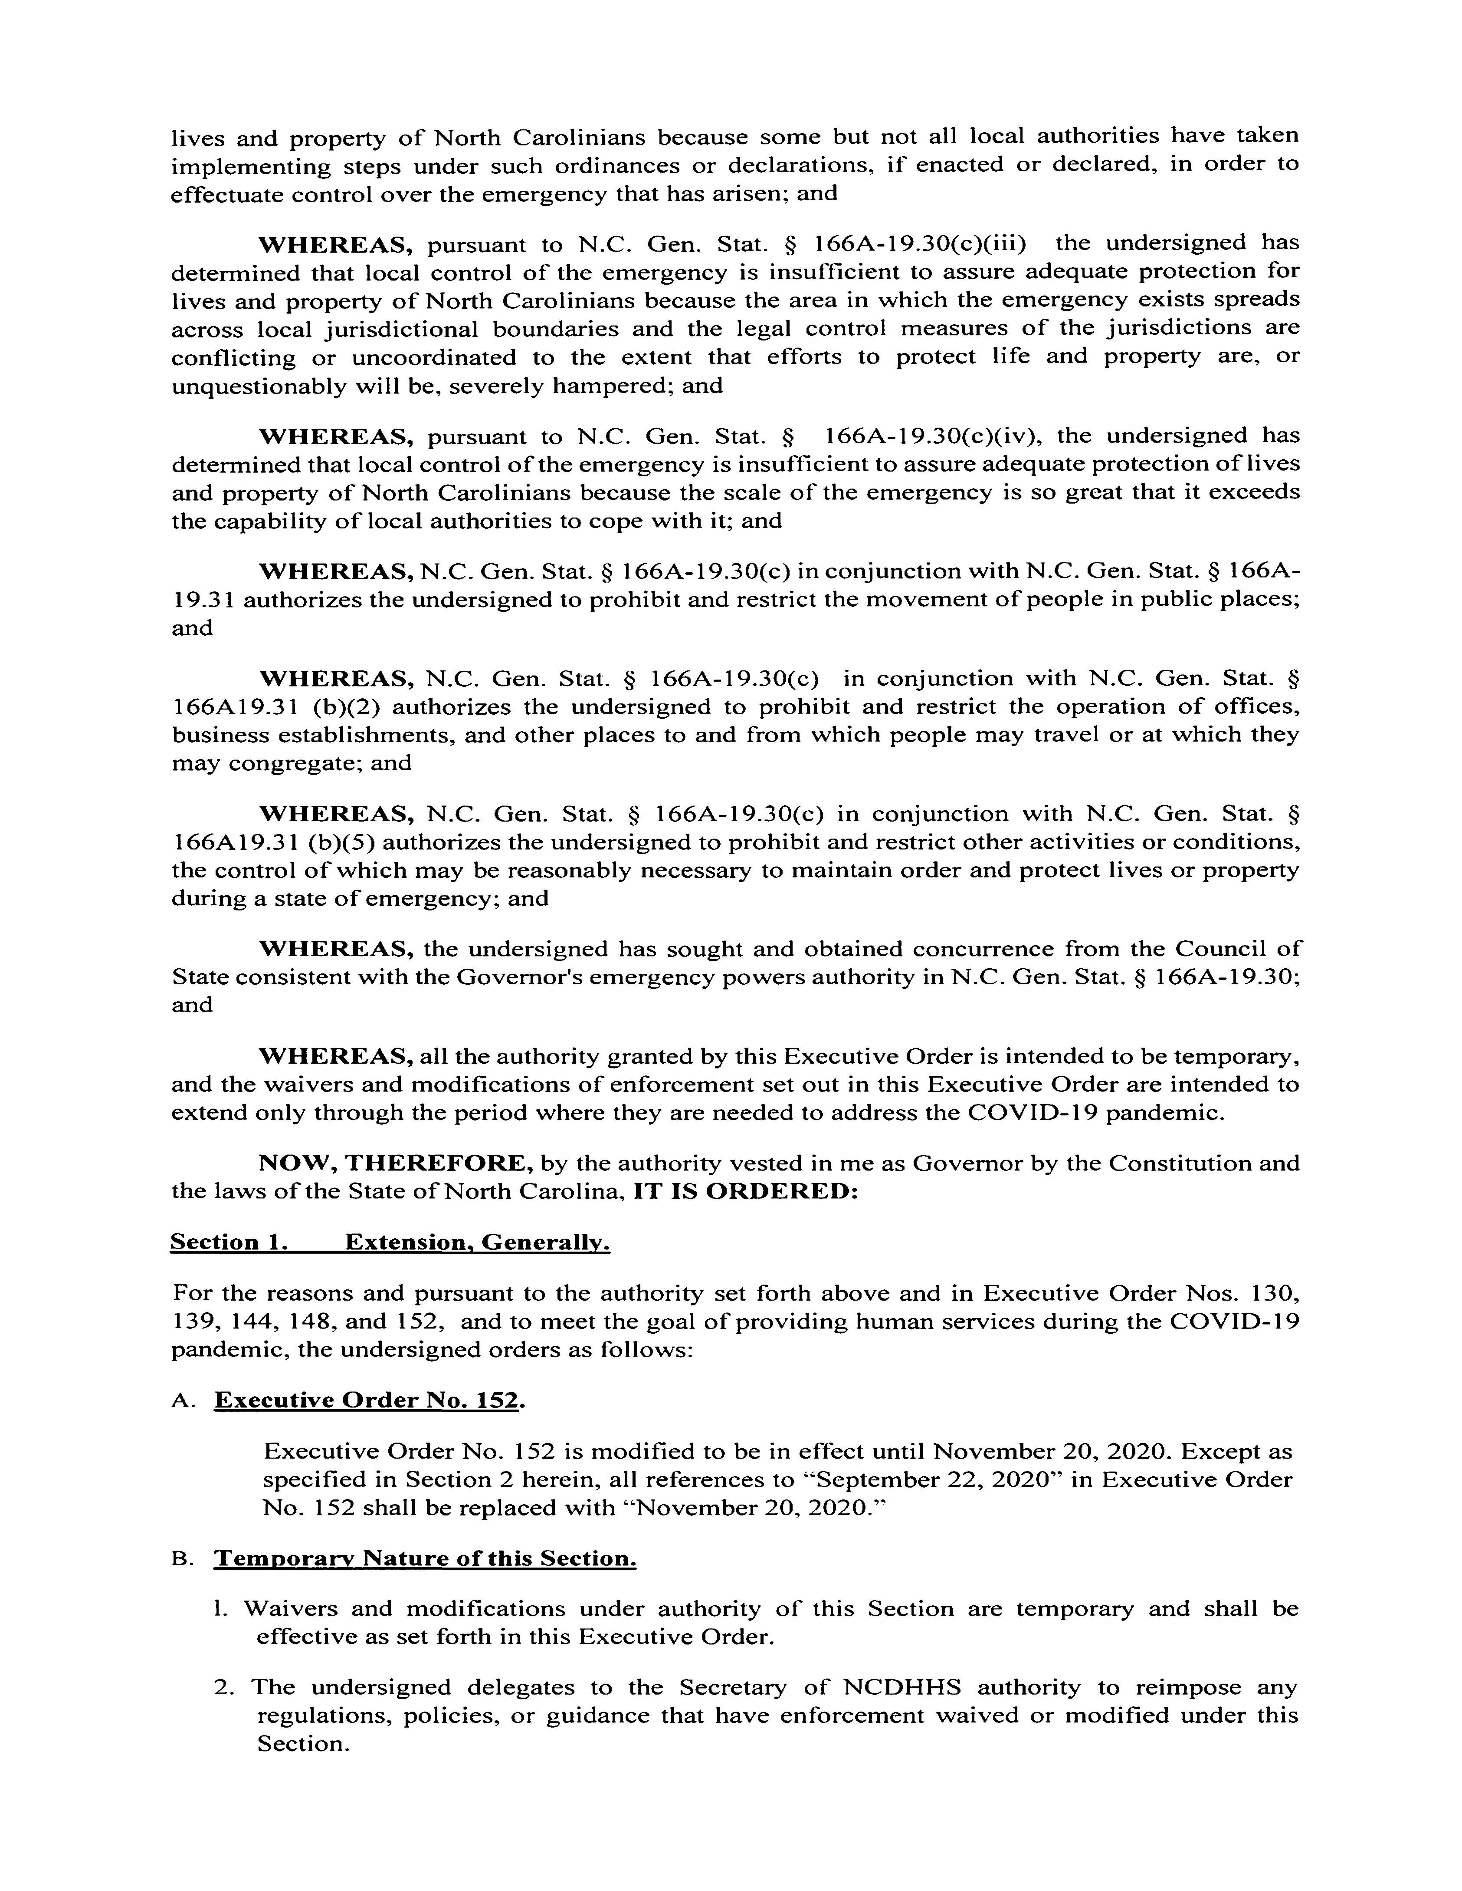 lives and property of North Carolinians because some but not all local authorities have taken
implementing steps under such ordinances or declarations, if enacted or declared, in order to
effectuate control over the emergency that has arisen; and
WHEREAS, pursuant to N.C. Gen. Stat. § 166A-19.30(c)(iii) the undersigned has
determined that local control of the emergency is insufficient to assure adequate protection for
lives and property of North Carolinians because the area in which the emergency exists spreads
across local jurisdictional boundaries and the legal control measures of the jurisdictions are
conflicting or uncoordinated to the extent that efforts to protect life and property are, or
unquestionably will be, severely hampered; and
WHEREAS, pursuant to N.C. Gen. Stat. § 166A-19.30(c)(iv), the undersigned has
determined that local control of the emergency is insufficient to assure adequate protection of lives
and property of North Carolinians because the scale of the emergency is so great that it exceeds
the capability of local authorities to cope with it; and
WHEREAS, N.C. Gen. Stat. § 166A-19.30(c) in conjunction with N.C. Gen. Stat. § 166A-
19.31 authorizes the undersigned to prohibit and restrict the movement of people in public places;
and
WHEREAS, N.C. Gen. Stat. § 166A-19.30(c) in conjunction with N.C. Gen. Stat. §
166A19.31 (b)(2) authorizes the undersigned to prohibit and restrict the operation of offices,
business establishments, and other places to and from which people may travel or at which they
may congregate; and
WHEREAS, N.C. Gen. Stat. § 166A-19.30(c) in conjunction with N.C. Gen. Stat. §
166A19.31 (b)(5) authorizes the undersigned to prohibit and restrict other activities or conditions,
the control of which may be reasonably necessary to maintain order and protect lives or property
during a state of emergency; and
WHEREAS, the undersigned has sought and obtained concurrence from the Council of
State consistent with the Governor's emergency powers authority in N.C. Gen. Stat. § 166A-19.30;
and
WHEREAS, all the authority granted by this Executive Order is intended to be temporary,
and the waivers and modifications of enforcement set out in this Executive Order are intended to
extend only through the period where they are needed to address the COVID-19 pandemic.
NOW, THEREFORE, by the authority vested in me as Governor by the Constitution and
the laws of the State of North Carolina, IT IS ORDERED:
Section 1. Extension, Generally.
For the reasons and pursuant to the authority set forth above and in Executive Order Nos. 130,
139, 144, 148, and 152, and to meet the goal of providing human services during the COVID-19
pandemic, the undersigned orders as follows:
A. Executive Order No. 152.
Executive Order No. 152 is modified to be in effect until November 20, 2020. Except as
specified in Section 2 herein, all references to “September 22, 2020” in Executive Order
No. 152 shall be replaced with “November 20, 2020.”
B. Temporary Nature of this Section.
1. Waivers and modifications under authority of this Section are temporary and shall be
effective as set forth in this Executive Order.
2. The undersigned delegates to the Secretary of NCDHHS authority to reimpose any
regulations, policies, or guidance that have enforcement waived or modified under this
Section.